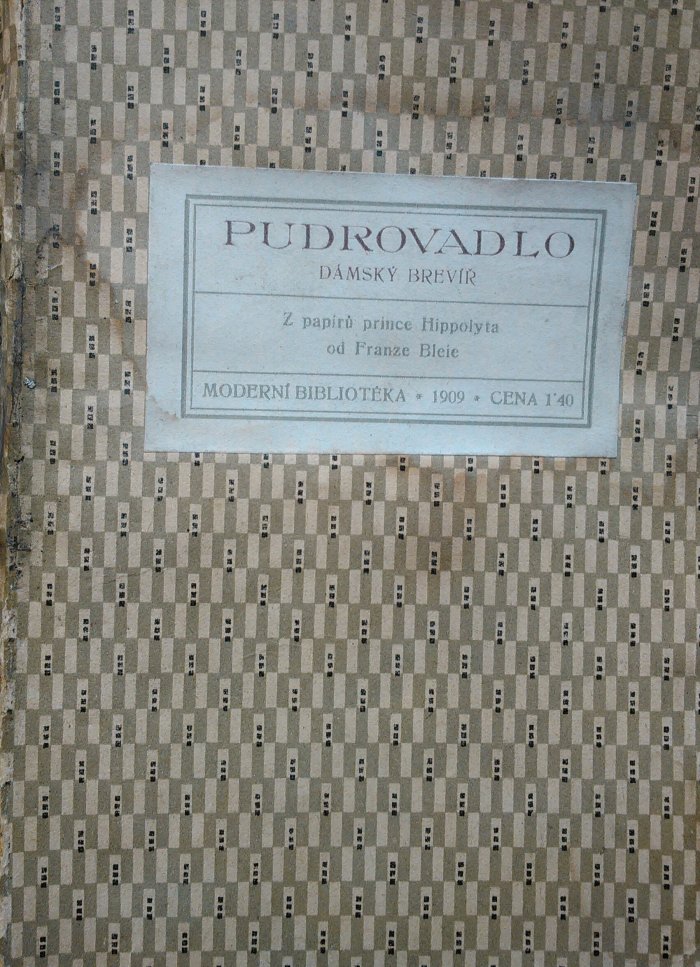 PUDROVADLO
DÁMSKÝ BREVÍŘ
Z papírů prince Hippolyta
od Franze Bleie
MODERNÍ BIBLIOTÉKA * 1909 * CENA 1'40